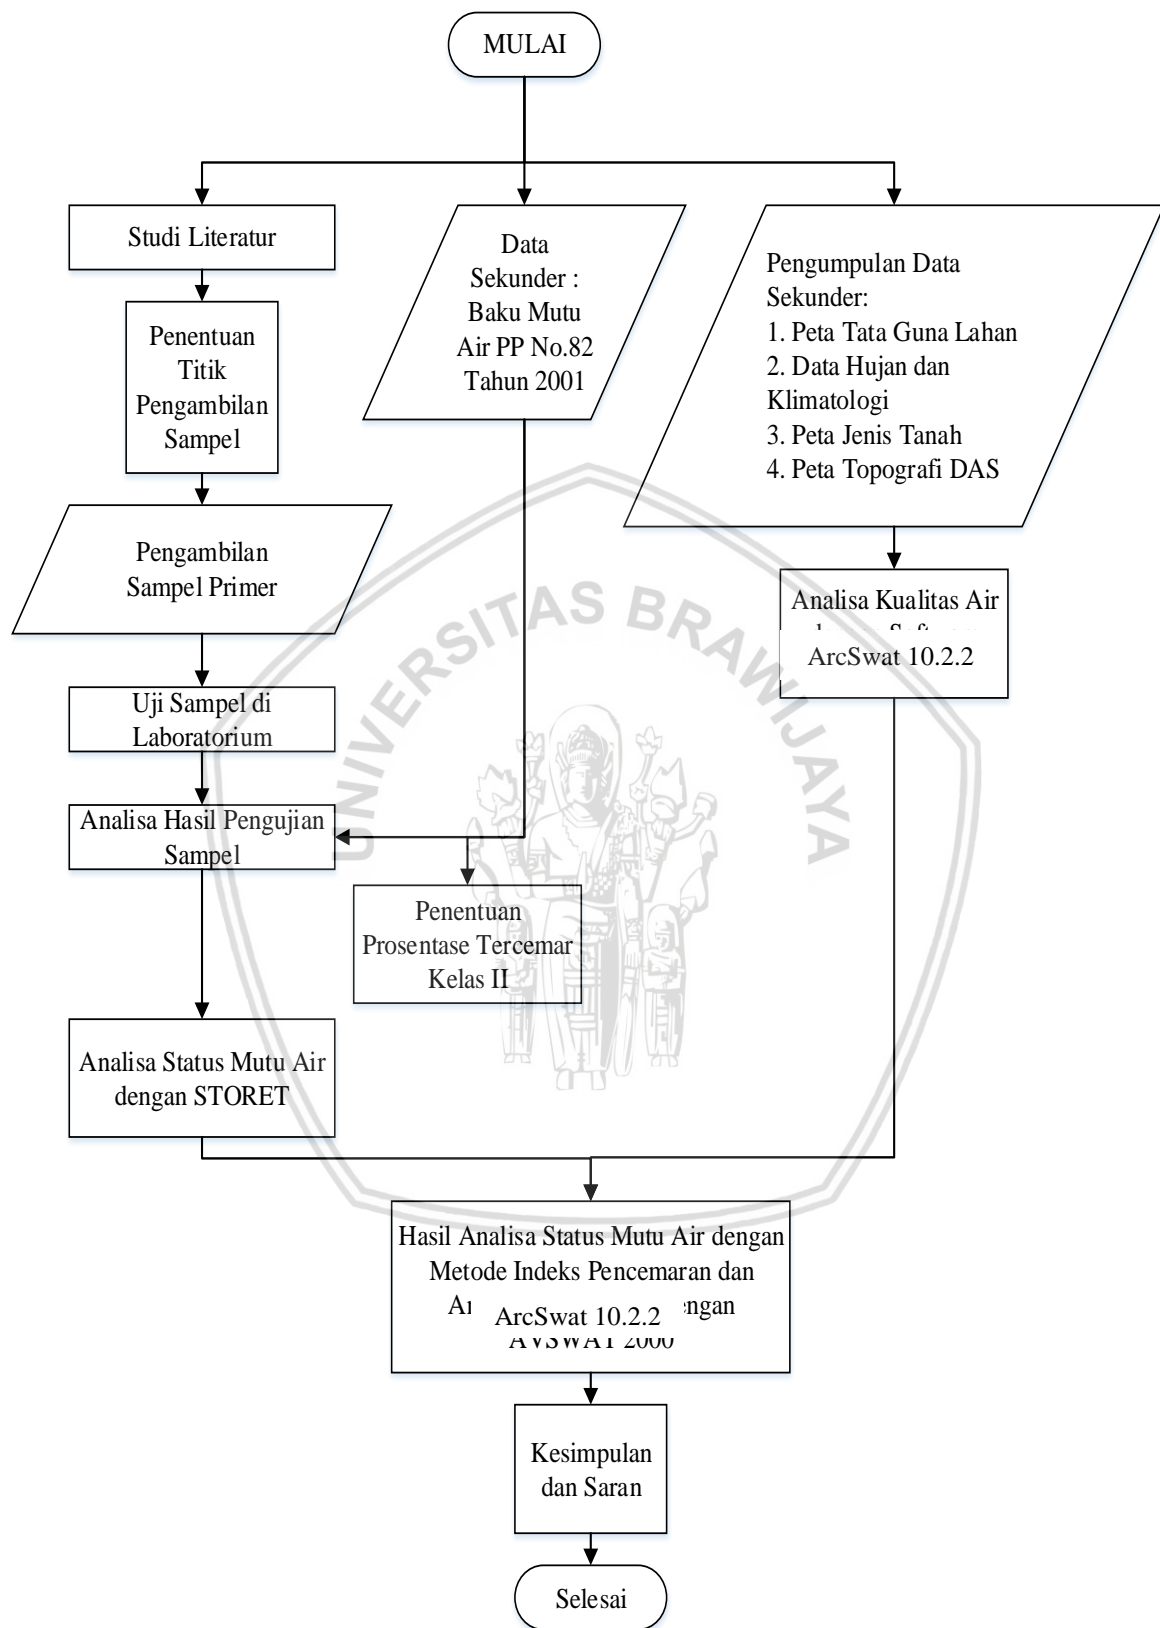 MULAI
Studi Literatur
Data
Sekunder :
Baku Mutu
Air PP No.82
Tahun 2001
Pengumpulan Data
Sekunder:
1. Peta Tata Guna Lahan
2. Data Hujan dan
Klimatologi
3. Peta Jenis Tanah
4. Peta Topografi DAS
Penentuan
Titik
Pengambilan
Sampel
Pengambilan
Sampel Primer
Analisa Kualitas Air
ArcSwat 10.2.2
Uji Sampel di
Laboratorium
Analisa Hasil Pengujian
Sampel
Penentuan
Prosentase Tercemar
Kelas II
Analisa Status Mutu Air
dengan STORET
Hasil Analisa Status Mutu Air dengan
Metode Indeks Pencemaran dan
ArcSwat 10.2.2
AVSWAT 2000
Kesimpulan
dan Saran
Selesai
UNIVERSITAS BRAWIJAYA